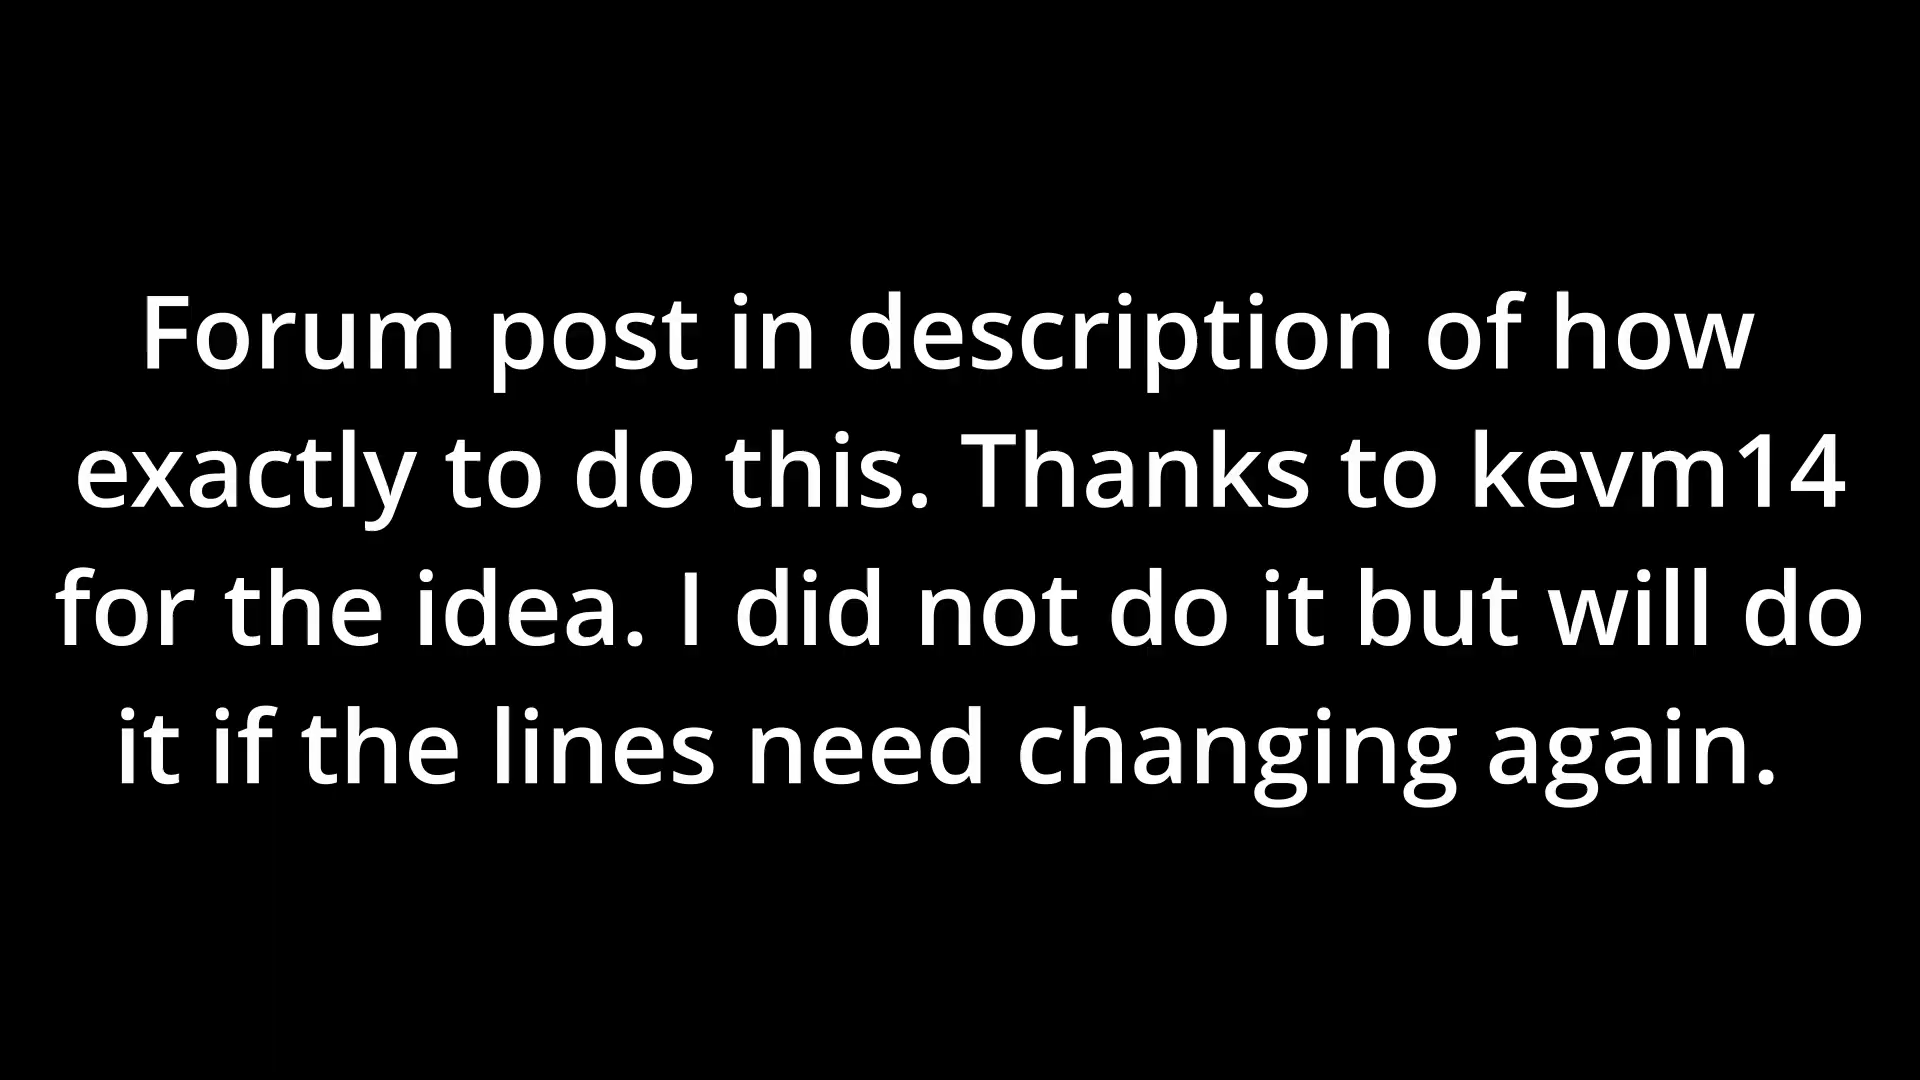 Forum post in description of how
exactly to do this. Thanks to kevm14
for the idea. I did not do it but will do
it if the lines need changing again.